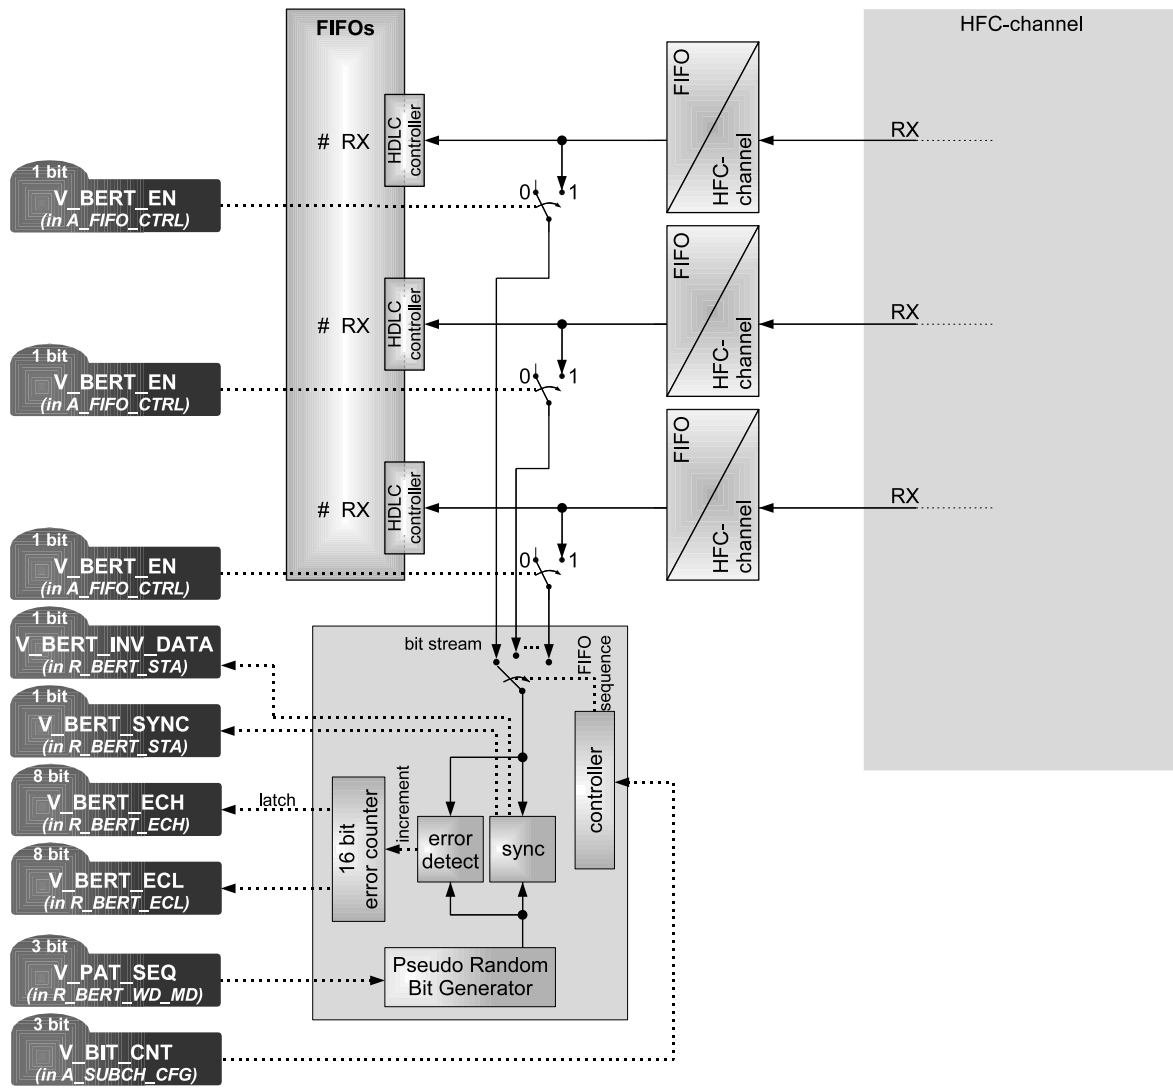 FIFOs
HFC-channel
# RX
HDLC
controller
FIFO
HFC-
channel
RX
1 bit
V_BERT_EN
(in A_FIFO_CTRL)
0
1
# RX
HDLC
controller
FIFO
HFC-
channel
RX
1 bit
V_BERT_EN
(in A_FIFO_CTRL)
0
1
# RX
HDLC
controller
FIFO
HFC-
channel
RX
1 bit
V_BERT_EN
(in A_FIFO_CTRL)
0
1
1 bit
V_BERT_INV_DATA
(in R_BERT_STA)
bit stream
FIFO
sequence
1 bit
V_BERT_SYNC
(in R_BERT_STA)
controller
8 bit
V_BERT_ECH
(in R_BERT_ECH)
latch
16 bit
error counter
increment
error
detect
sync
8 bit
V_BERT_ECL
(in R_BERT_ECL)
3 bit
V_PAT_SEQ
(in R_BERT_WD_MD)
Pseudo Random
Bit Generator
3 bit
V_BIT_CNT
(in A_SUBCH_CFG)